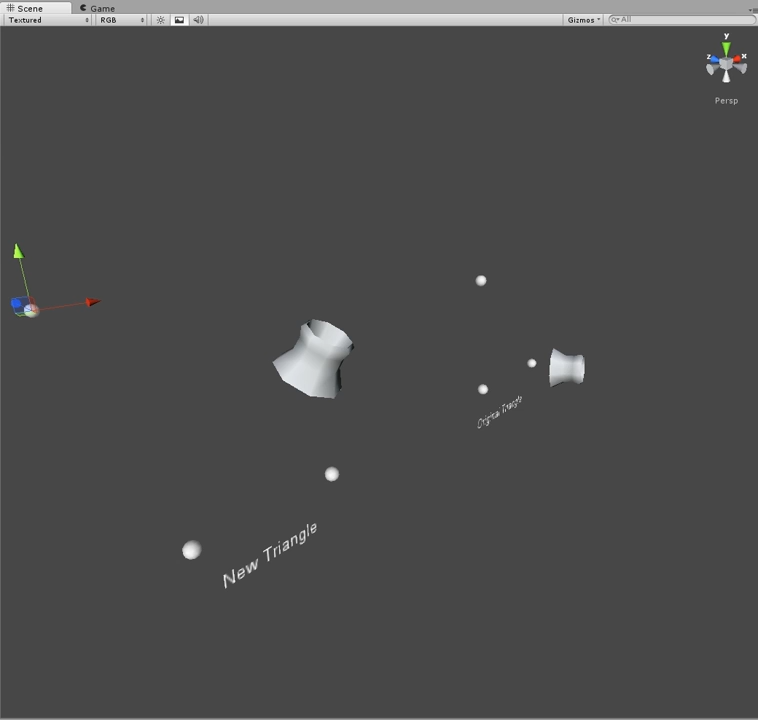 Scene Game
Textured RGB Gizmos All
y
z x
Persp
Original Triangle
New Triangle